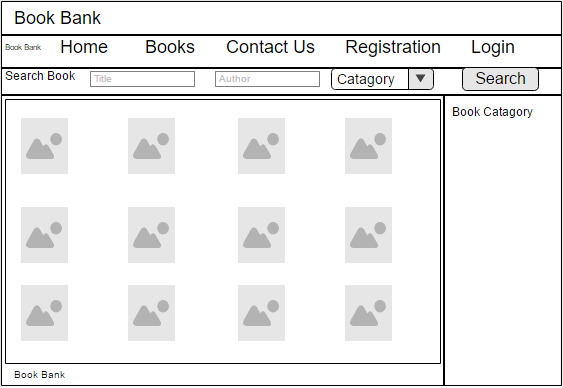 Book Bank
Book Bank Home Books Contact Us Registration Login
Search Book Title Author Catagory Search
Book Catagory
Book Bank